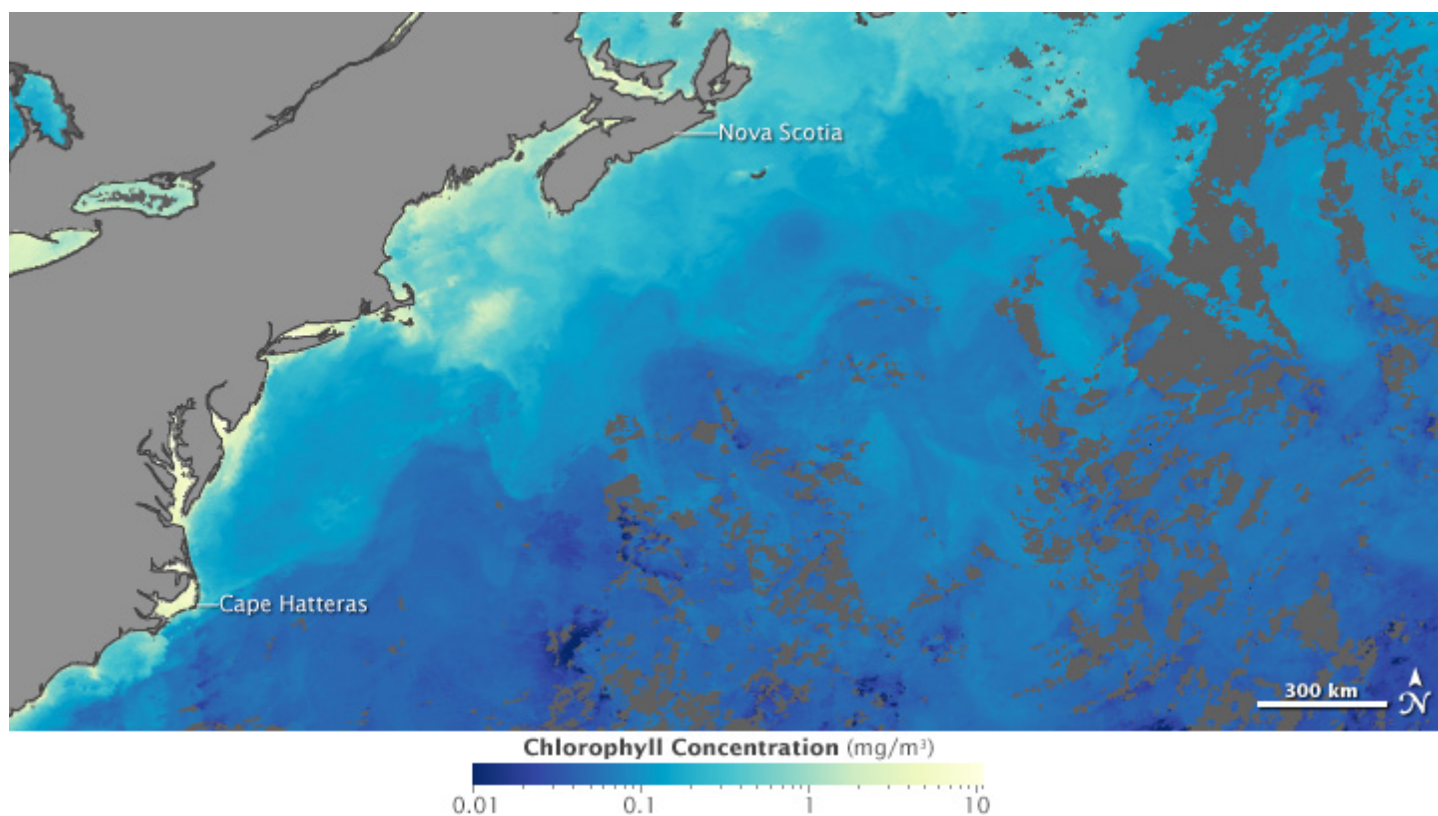 Nova Scotia
Cape Hatteras
300 km
N
Chlorophyll Concentration (mg/m³)
0.01 0.1 1 10